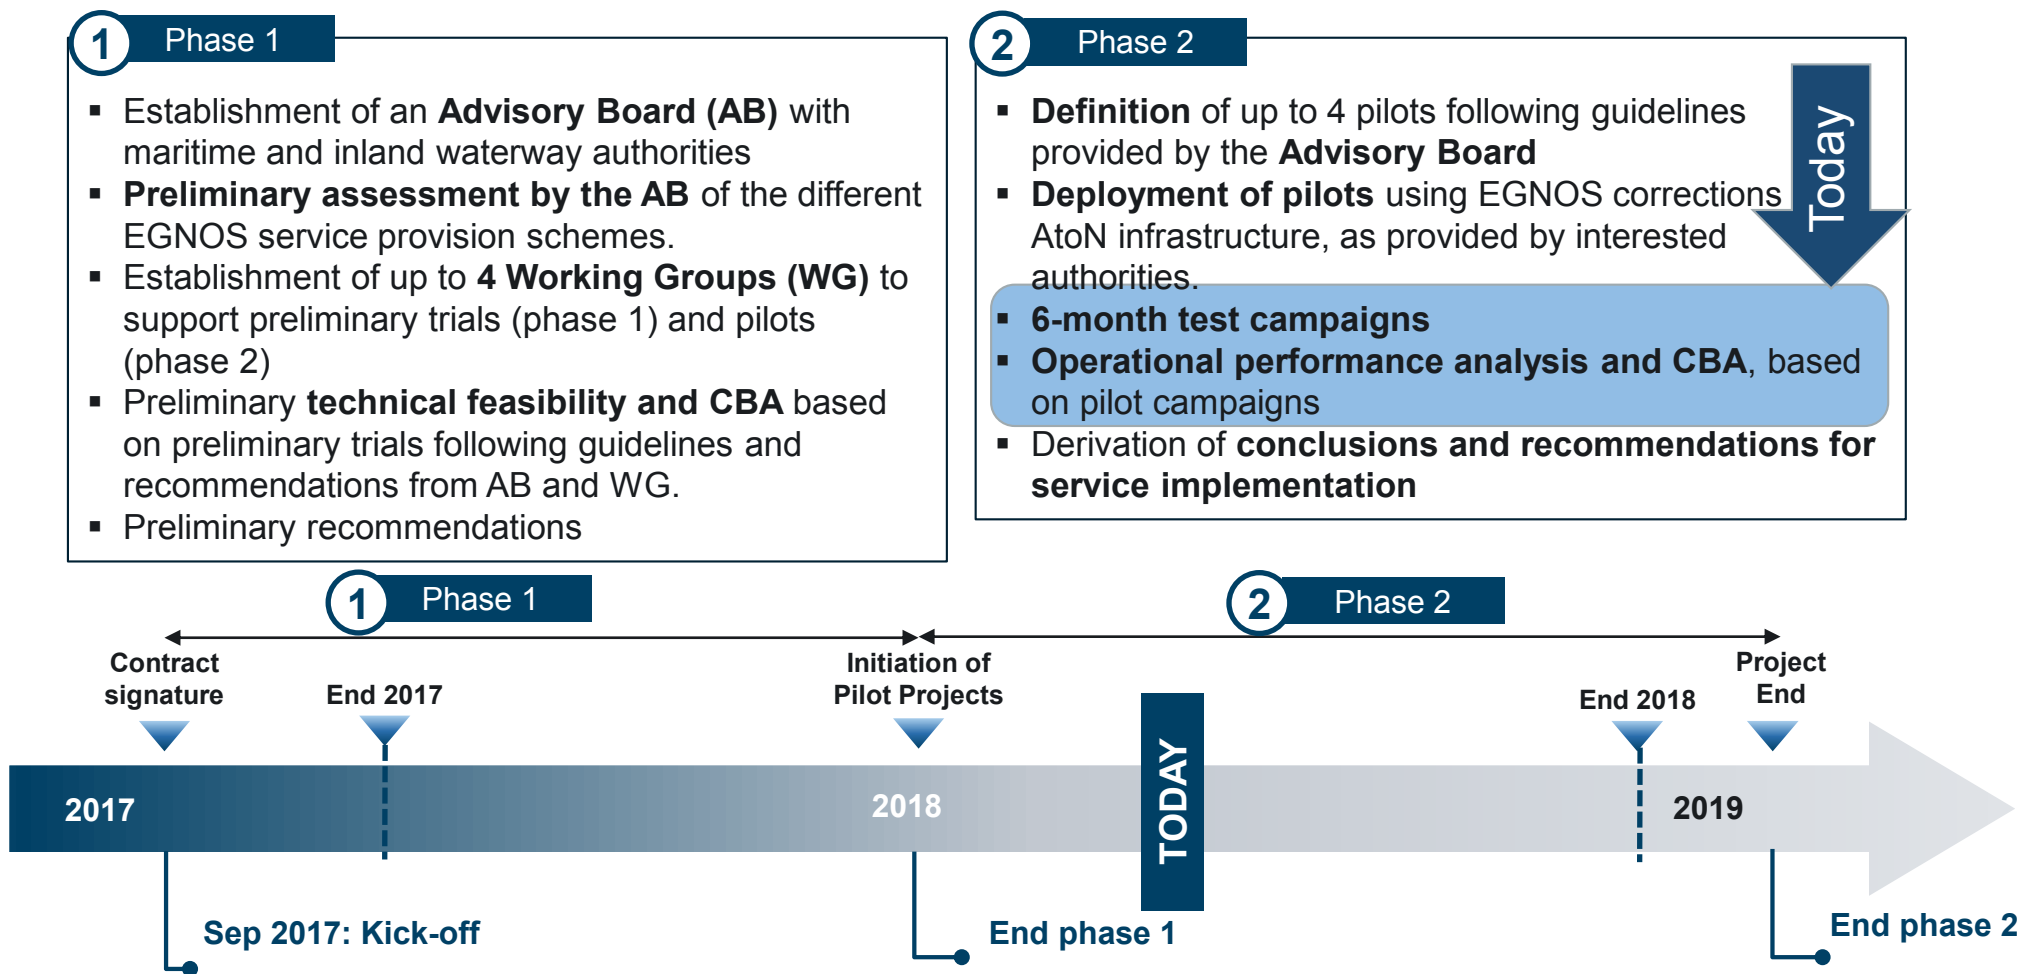 1 Phase 1
▪ Establishment of an Advisory Board (AB) with
maritime and inland waterway authorities
▪ Preliminary assessment by the AB of the different
EGNOS service provision schemes.
▪ Establishment of up to 4 Working Groups (WG) to
support preliminary trials (phase 1) and pilots
(phase 2)
▪ Preliminary technical feasibility and CBA based
on preliminary trials following guidelines and
recommendations from AB and WG.
▪ Preliminary recommendations
2 Phase 2
▪ Definition of up to 4 pilots following guidelines
provided by the Advisory Board
▪ Deployment of pilots using EGNOS corrections
AtoN infrastructure, as provided by interested
authorities.
▪ 6-month test campaigns
▪ Operational performance analysis and CBA, based
on pilot campaigns
▪ Derivation of conclusions and recommendations for
service implementation
Today
1 Phase 1
2 Phase 2
Contract
signature
End 2017
Initiation of
Pilot Projects
End 2018
Project
End
2017
2018
TODAY
2019
Sep 2017: Kick-off
End phase 1
End phase 2